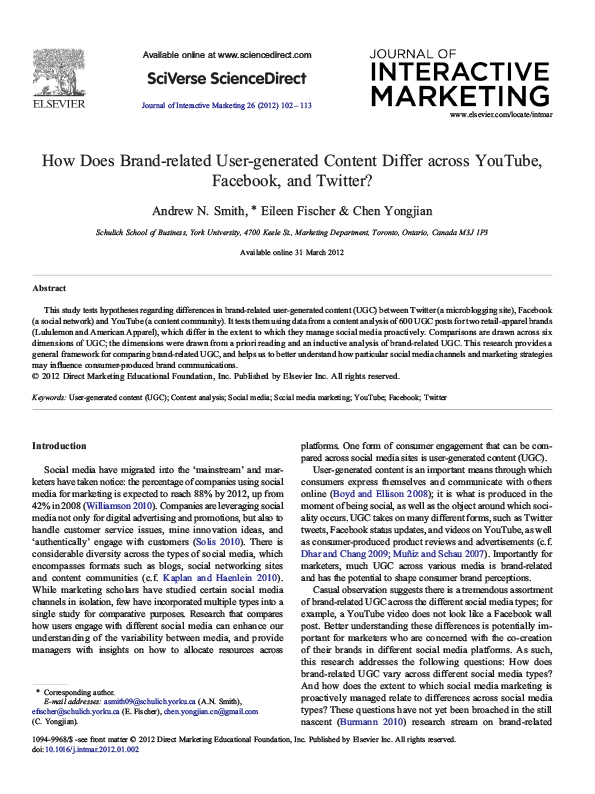 ELSEVIER
Available online at www.sciencedirect.com
SciVerse ScienceDirect
Journal of Interactive Marketing 26 (2012) 102–113
JOURNAL OF
INTERACTIVE
MARKETING
www.elsevier.com/locate/intmar
How Does Brand-related User-generated Content Differ across YouTube,
Facebook, and Twitter?
Andrew N. Smith, * Eileen Fischer & Chen Yongjian
Schulich School of Business, York University, 4700 Keele St., Marketing Department, Toronto, Ontario, Canada M3J 1P3
Available online 31 March 2012
Abstract
This study tests hypotheses regarding differences in brand-related user-generated content (UGC) between Twitter (a microblogging site), Facebook
(a social network) and YouTube (a content community). It tests them using data from a content analysis of 600 UGC posts for two retail-apparel brands
(Lululemon and American Apparel), which differ in the extent to which they manage social media proactively. Comparisons are drawn across six
dimensions of UGC; the dimensions were drawn from a priori reading and an inductive analysis of brand-related UGC. This research provides a
general framework for comparing brand-related UGC, and helps us to better understand how particular social media channels and marketing strategies
may influence consumer-produced brand communications.
© 2012 Direct Marketing Educational Foundation, Inc. Published by Elsevier Inc. All rights reserved.
Keywords: User-generated content (UGC); Content analysis; Social media; Social media marketing; YouTube; Facebook; Twitter
Introduction
Social media have migrated into the ‘mainstream’ and mar-
keters have taken notice: the percentage of companies using social
media for marketing is expected to reach 88% by 2012, up from
42% in 2008 (Williamson 2010). Companies are leveraging social
media not only for digital advertising and promotions, but also to
handle customer service issues, mine innovation ideas, and
‘authentically’ engage with customers (Solis 2010). There is
considerable diversity across the types of social media, which
encompasses formats such as blogs, social networking sites
and content communities (c.f. Kaplan and Haenlein 2010).
While marketing scholars have studied certain social media
channels in isolation, few have incorporated multiple types into a
single study for comparative purposes. Research that compares
how users engage with different social media can enhance our
understanding of the variability between media, and provide
managers with insights on how to allocate resources across
platforms. One form of consumer engagement that can be com-
pared across social media sites is user-generated content (UGC).
User-generated content is an important means through which
consumers express themselves and communicate with others
online (Boyd and Ellison 2008); it is what is produced in the
moment of being social, as well as the object around which soci-
ality occurs. UGC takes on many different forms, such as Twitter
tweets, Facebook status updates, and videos on YouTube, as well
as consumer-produced product reviews and advertisements (c.f.
Dhar and Chang 2009; Muñiz and Schau 2007). Importantly for
marketers, much UGC across various media is brand-related
and has the potential to shape consumer brand perceptions.
Casual observation suggests there is a tremendous assortment
of brand-related UGC across the different social media types; for
example, a YouTube video does not look like a Facebook wall
post. Better understanding these differences is potentially im-
portant for marketers who are concerned with the co-creation
of their brands in different social media platforms. As such,
this research addresses the following questions: How does
brand-related UGC vary across different social media types?
And how does the extent to which social media marketing is
proactively managed relate to differences across social media
types? These questions have not yet been broached in the still
nascent (Burmann 2010) research stream on brand-related
* Corresponding author.
E-mail addresses: asmith09@schulich.yorku.ca (A.N. Smith),
efischer@schulich.yorku.ca (E. Fischer), chen.yongjian.cn@gmail.com
(C. Yongjian).
1094-9968/$ -see front matter © 2012 Direct Marketing Educational Foundation, Inc. Published by Elsevier Inc. All rights reserved.
doi:10.1016/j.intmar.2012.01.002